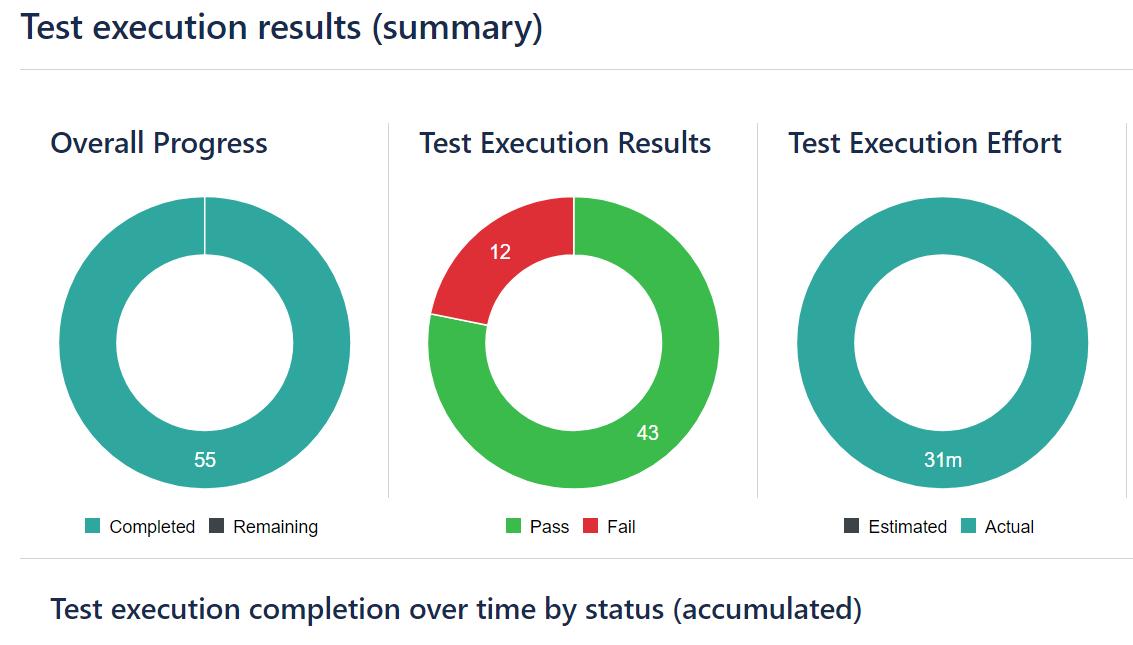 Test execution results (summary)
Overall Progress
55
Completed
Remaining
Test Execution Results
12
43
Pass
Fail
Test Execution Effort
31m
Estimated
Actual
Test execution completion over time by status (accumulated)